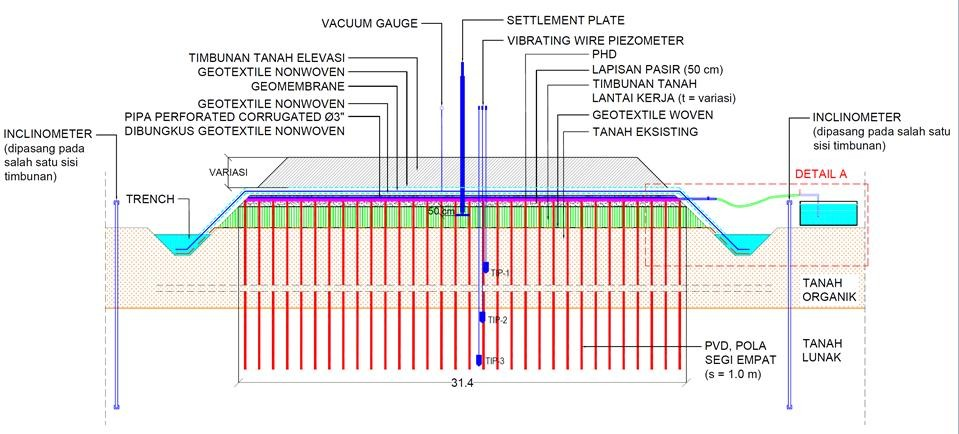 VACUUM GAUGE
SETTLEMENT PLATE
VIBRATING WIRE PIEZOMETER
TIMBUNAN TANAH ELEVASI
GEOTEXTILE NONWOVEN
GEOMEMBRANE
GEOTEXTILE NONWOVEN
PIPA PERFORATED CORRUGATED Ø3"
DIBUNGKUS GEOTEXTILE NONWOVEN
PHD
LAPISAN PASIR (50 cm)
TIMBUNAN TANAH
LANTAI KERJA (t = variasi)
GEOTEXTILE WOVEN
TANAH EKSISTING
INCLINOMETER
(dipasang pada
salah satu sisi
timbunan)
INCLINOMETER
(dipasang pada salah satu
sisi timbunan)
VARIASI
DETAIL A
TRENCH
50 cm
TIP-1
TANAH
ORGANIK
TIP-2
TIP-3
PVD, POLA
SEGI EMPAT
(s = 1.0 m)
TANAH
LUNAK
31.4